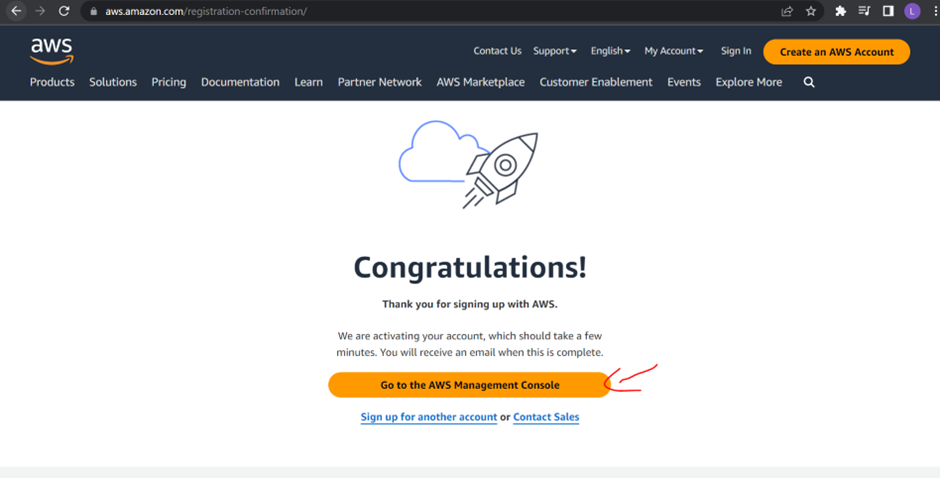 aws.amazon.com/registration-confirmation/
L
aws
Contact Us Support English My Account Sign In Create an AWS Account
Products Solutions Pricing Documentation Learn Partner Network AWS Marketplace Customer Enablement Events Explore More
Congratulations!
Thank you for signing up with AWS.
We are activating your account, which should take a few
minutes. You will receive an email when this is complete.
Go to the AWS Management Console
Sign up for another account or Contact Sales